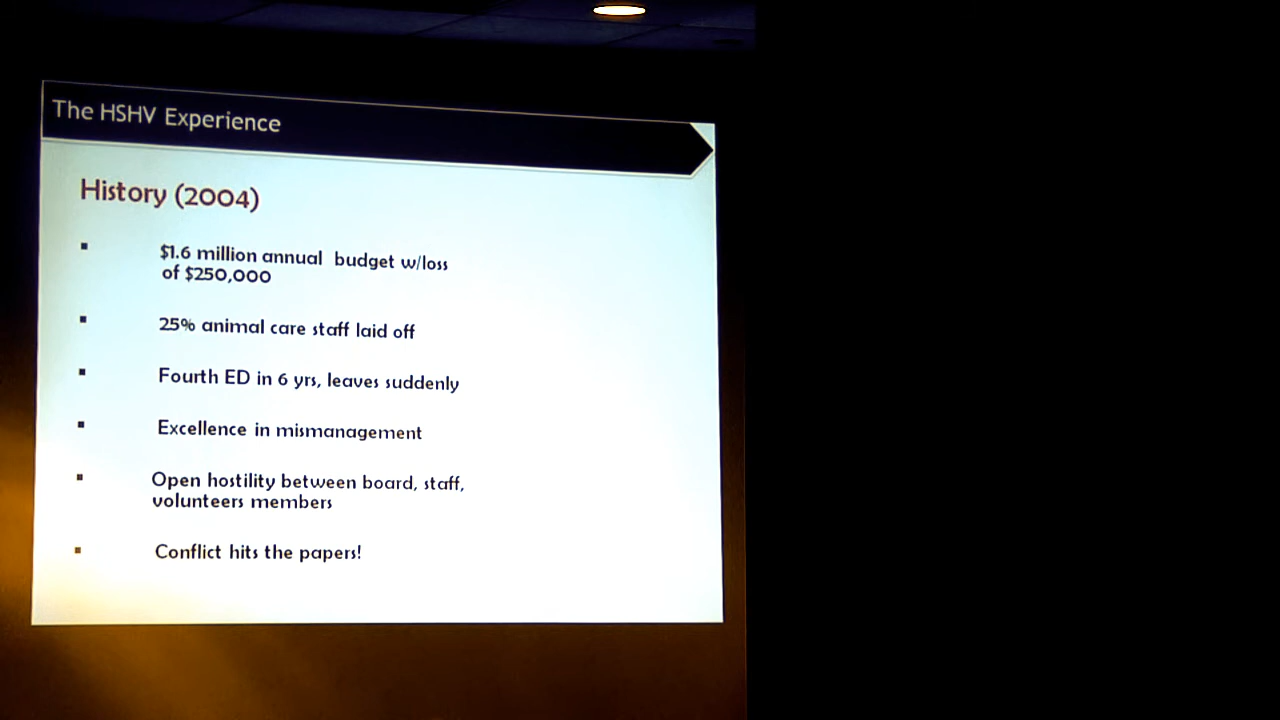 The HSHV Experience
History (2004)
$1.6 million annual budget w/loss
of $250,000
25% animal care staff laid off
Fourth ED in 6 yrs, leaves suddenly
Excellence in mismanagement
Open hostility between board, staff,
volunteers members
Conflict hits the papers!